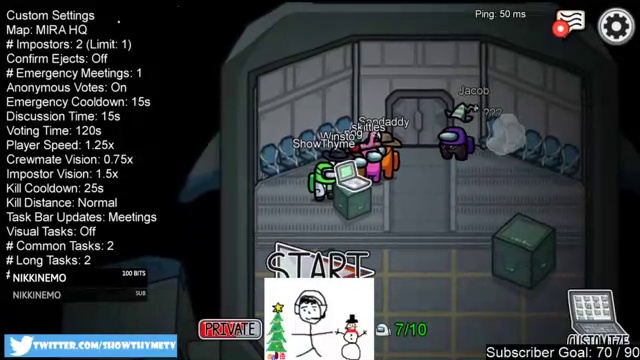 Custom Settings
Map: MIRA HQ
# Impostors: 2 (Limit: 1)
Confirm Ejects: Off
# Emergency Meetings: 1
Anonymous Votes: On
Emergency Cooldown: 15s
Discussion Time: 15s
Voting Time: 120s
Player Speed: 1.25x
Crewmate Vision: 0.75x
Impostor Vision: 1.5x
Kill Cooldown: 25s
Kill Distance: Normal
Task Bar Updates: Meetings
Visual Tasks: Off
# Common Tasks: 2
# Long Tasks: 2
NIKKINEMO 100 BITS
NIKKINEMO SUB
TWITTER.COM/SHOWTHYMETV
Ping: 50 ms
Jacob
???
Sandaddy
ShowThyme
START
PRIVATE
7/10
CUSTOMIZE
Subscriber Goal: 70 / 90